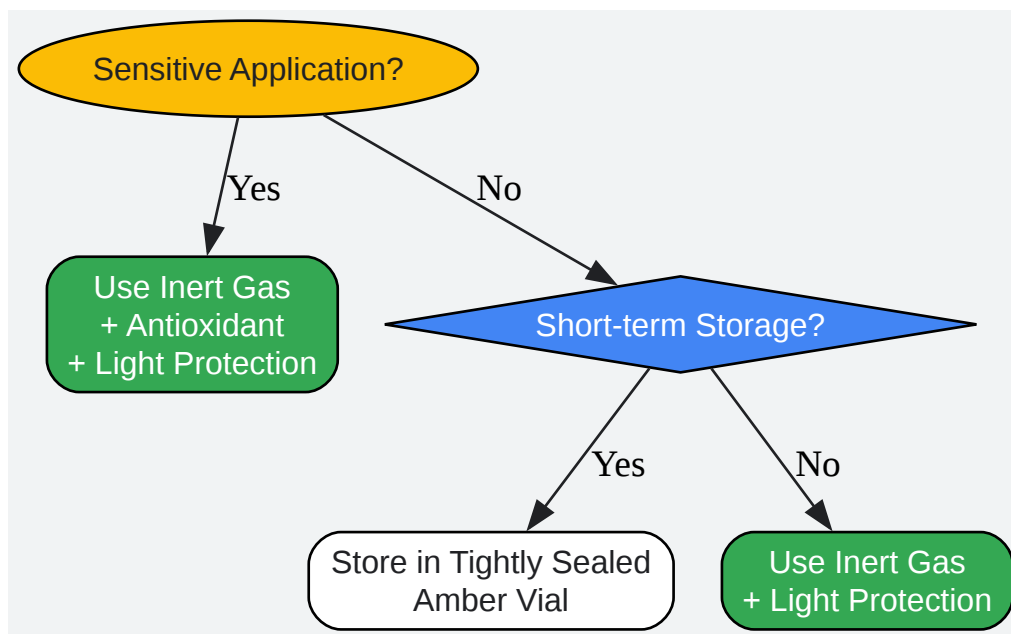 Sensitive Application?
Yes
No
Use Inert Gas
+ Antioxidant
+ Light Protection
Short-term Storage?
Yes
No
Store in Tightly Sealed
Amber Vial
Use Inert Gas
+ Light Protection